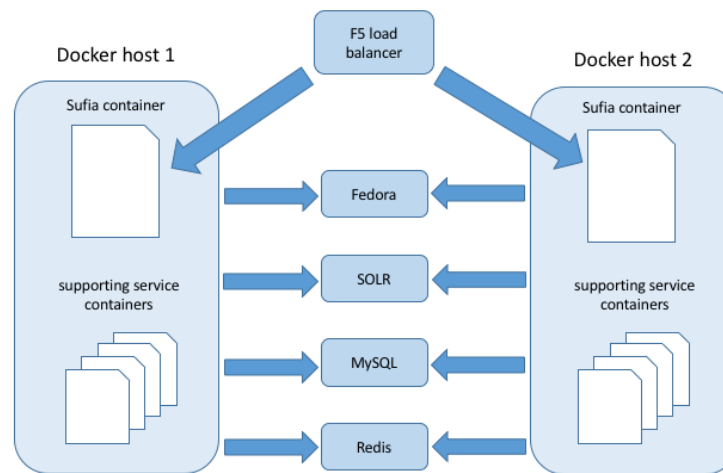 F5 load
balancer
Docker host 1
Docker host 2
Sufia container
Sufia container
Fedora
SOLR
supporting service
containers
supporting service
containers
MySQL
Redis